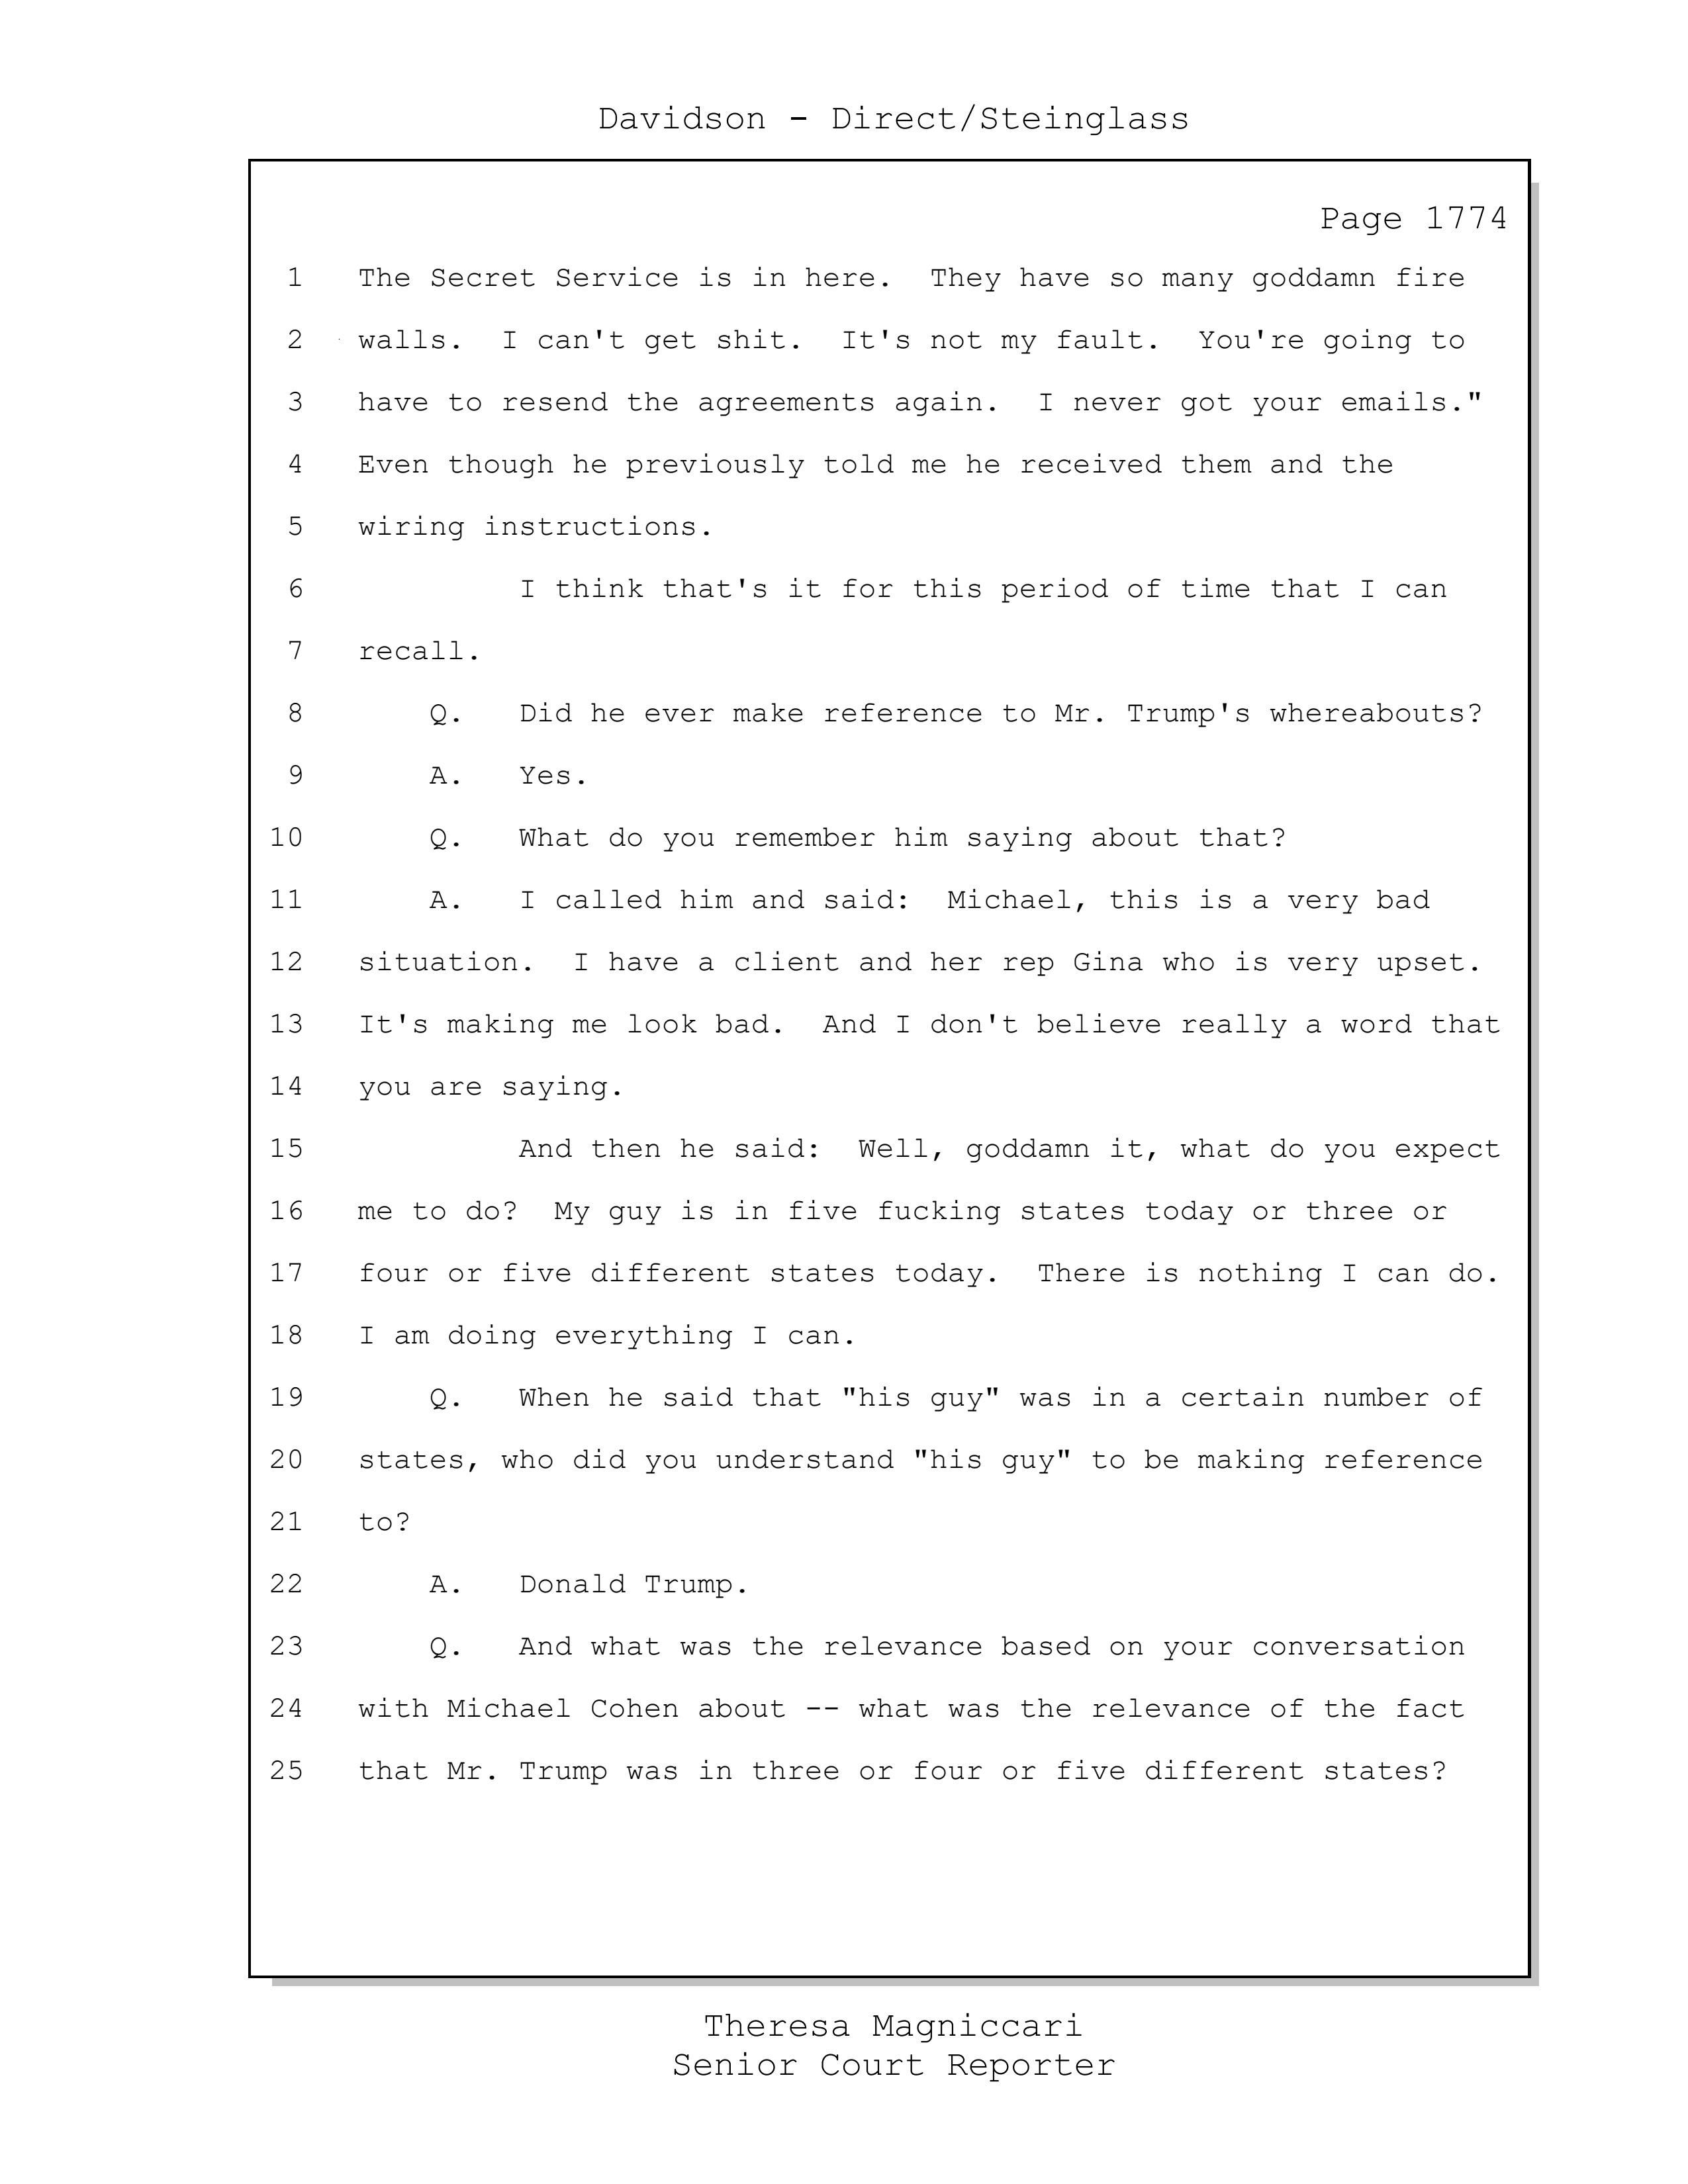 Davidson - Direct/Steinglass
Page 1774
1 The Secret Service is in here. They have so many goddamn fire
2 walls. I can't get shit. It's not my fault. You're going to
3 have to resend the agreements again. I never got your emails."
4 Even though he previously told me he received them and the
5 wiring instructions.
6 I think that's it for this period of time that I can
7 recall.
8 Q. Did he ever make reference to Mr. Trump's whereabouts?
9 A. Yes.
10 Q. What do you remember him saying about that?
11 A. I called him and said: Michael, this is a very bad
12 situation. I have a client and her rep Gina who is very upset.
13 It's making me look bad. And I don't believe really a word that
14 you are saying.
15 And then he said: Well, goddamn it, what do you expect
16 me to do? My guy is in five fucking states today or three or
17 four or five different states today. There is nothing I can do.
18 I am doing everything I can.
19 Q. When he said that "his guy" was in a certain number of
20 states, who did you understand "his guy" to be making reference
21 to?
22 A. Donald Trump.
23 Q. And what was the relevance based on your conversation
24 with Michael Cohen about -- what was the relevance of the fact
25 that Mr. Trump was in three or four or five different states?
Theresa Magniccari
Senior Court Reporter